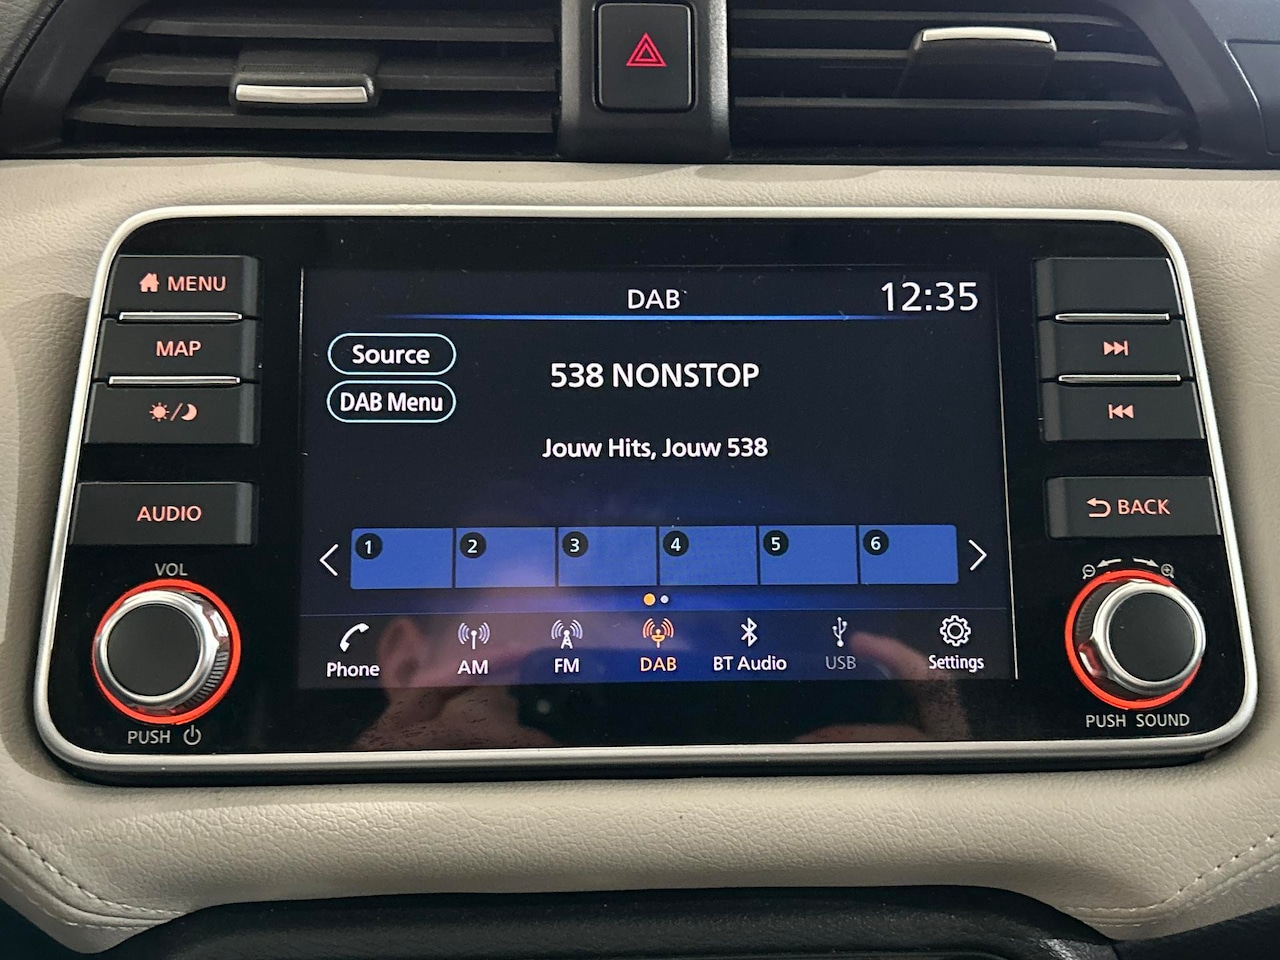 MENU
MAP
AUDIO
VOL
PUSH
DAB
12:35
Source
DAB Menu
538 NONSTOP
Jouw Hits, Jouw 538
1 2 3 4 5 6
Phone AM FM DAB BT Audio USB Settings
BACK
PUSH SOUND